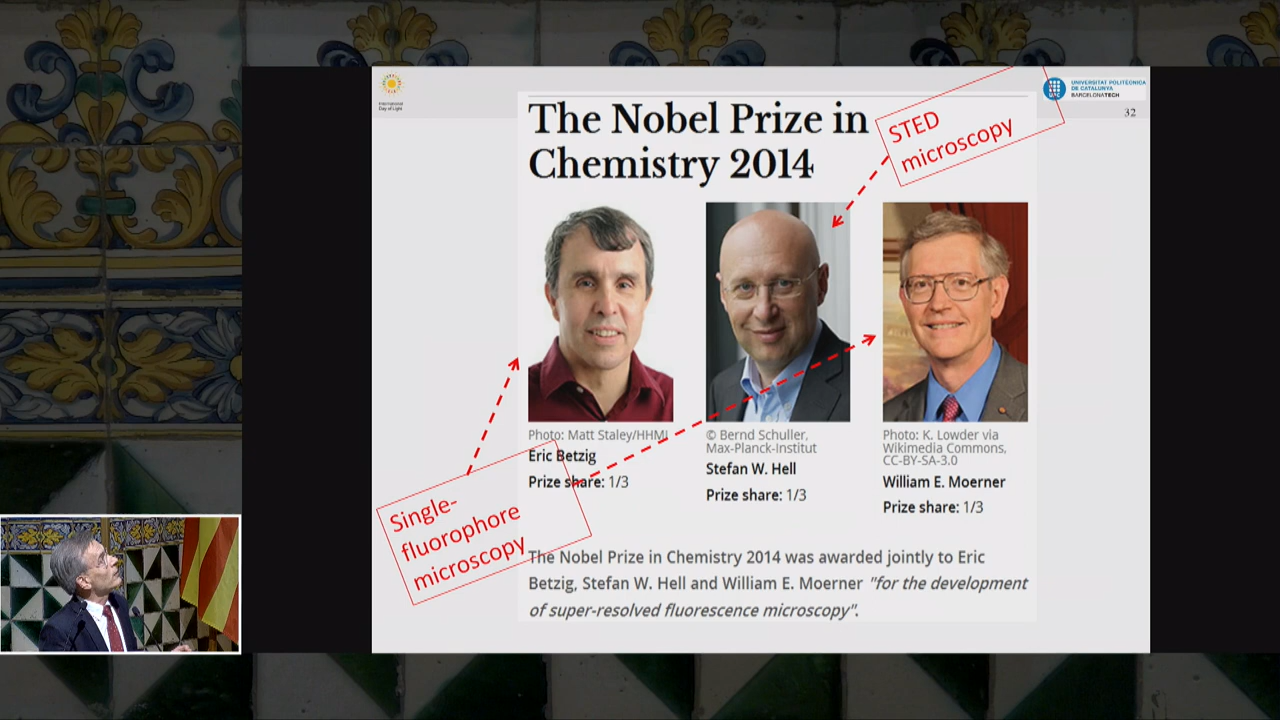 International
Day of Light
UNIVERSITAT POLITÈCNICA
DE CATALUNYA
BARCELONATECH
UPC
32
The Nobel Prize in
Chemistry 2014
STED
microscopy
Photo: Matt Staley/HHMI
Eric Betzig
Prize share: 1/3
© Bernd Schuller,
Max-Planck-Institut
Stefan W. Hell
Prize share: 1/3
Photo: K. Lowder via
Wikimedia Commons,
CC-BY-SA-3.0
William E. Moerner
Prize share: 1/3
Single-
fluorophore
microscopy
The Nobel Prize in Chemistry 2014 was awarded jointly to Eric
Betzig, Stefan W. Hell and William E. Moerner "for the development
of super-resolved fluorescence microscopy".